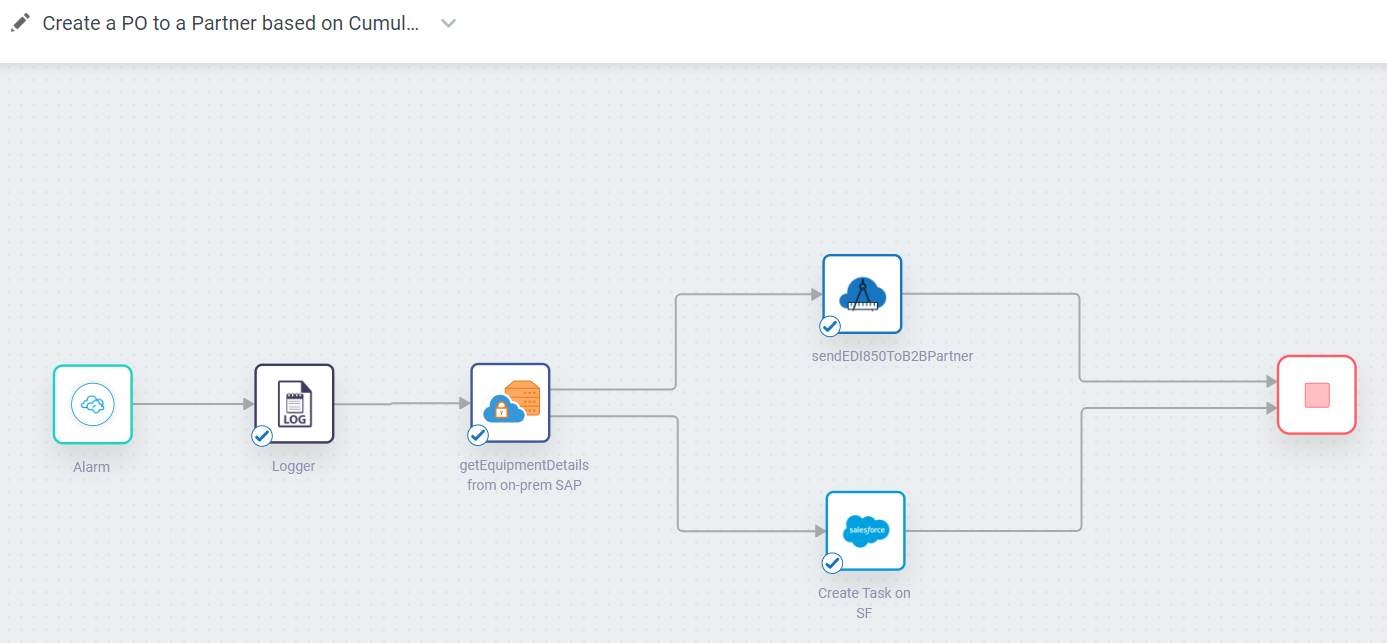 Create a PO to a Partner based on Cumul...
sendEDI850ToB2BPartner
LOG
Alarm
Logger
getEquipmentDetails
from on-prem SAP
salesforce
Create Task on
SF